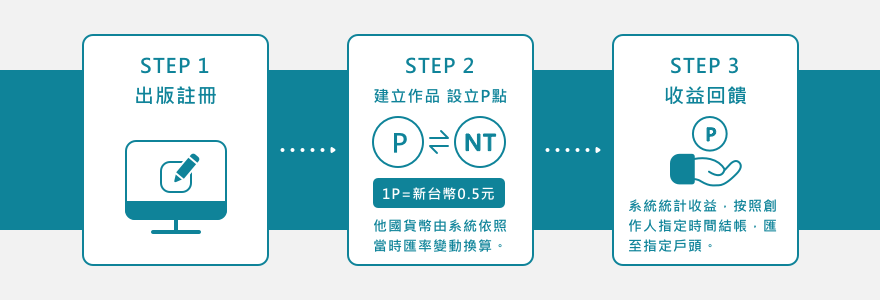 STEP 1
出版註冊
STEP 2
建立作品 設立P點
P
NT
1P=新台幣0.5元
他國貨幣由系統依照
當時匯率變動換算。
STEP 3
收益回饋
P
系統統計收益，按照創
作人指定時間結帳，匯
至指定戶頭。